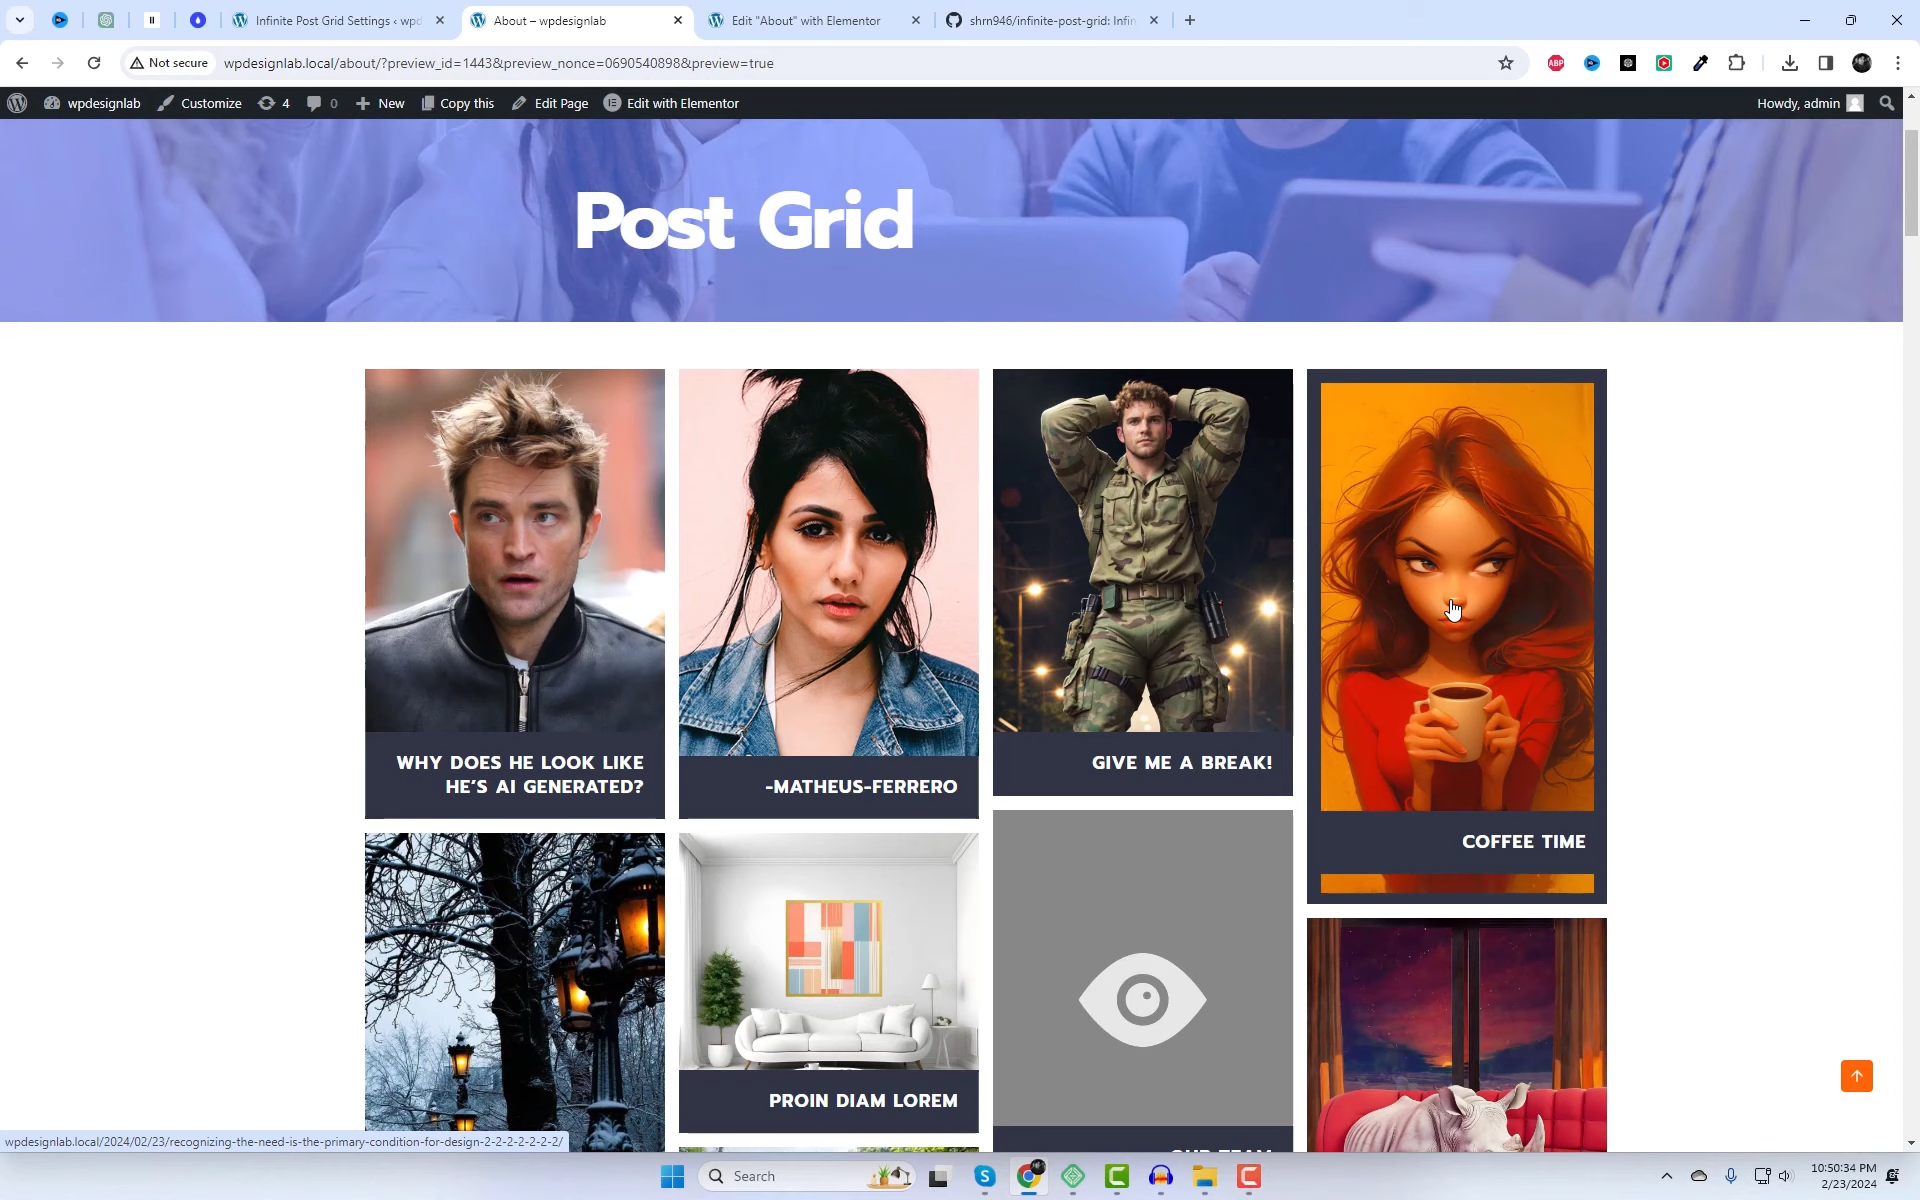 Infinite Post Grid Settings ‹ wpd
About – wpdesignlab
Edit "About" with Elementor
shrn946/infinite-post-grid: Infin
Not secure
wpdesignlab.local/about/?preview_id=1443&preview_nonce=0690540898&preview=true
ABP
wpdesignlab
Customize
4
0
New
Copy this
Edit Page
Edit with Elementor
Howdy, admin
Post Grid
WHY DOES HE LOOK LIKE
HE'S AI GENERATED?
-MATHEUS-FERRERO
GIVE ME A BREAK!
COFFEE TIME
PROIN DIAM LOREM
OUR TEAM
wpdesignlab.local/2024/02/23/recognizing-the-need-is-the-primary-condition-for-design-2-2-2-2-2-2-2/
Search
10:50:34 PM
2/23/2024